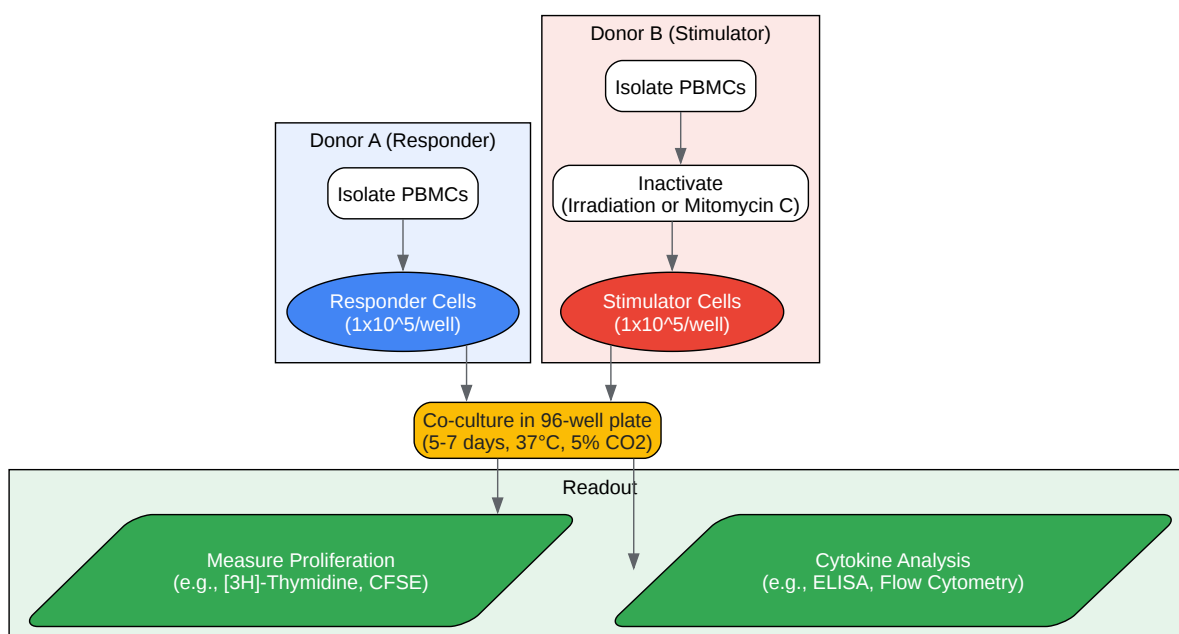 Donor B (Stimulator)
Isolate PBMCs
Donor A (Responder)
Isolate PBMCs
Inactivate
(Irradiation or Mitomycin C)
Responder Cells
(1x10^5/well)
Stimulator Cells
(1x10^5/well)
Co-culture in 96-well plate
(5-7 days, 37°C, 5% CO2)
Readout
Measure Proliferation
(e.g., [3H]-Thymidine, CFSE)
Cytokine Analysis
(e.g., ELISA, Flow Cytometry)